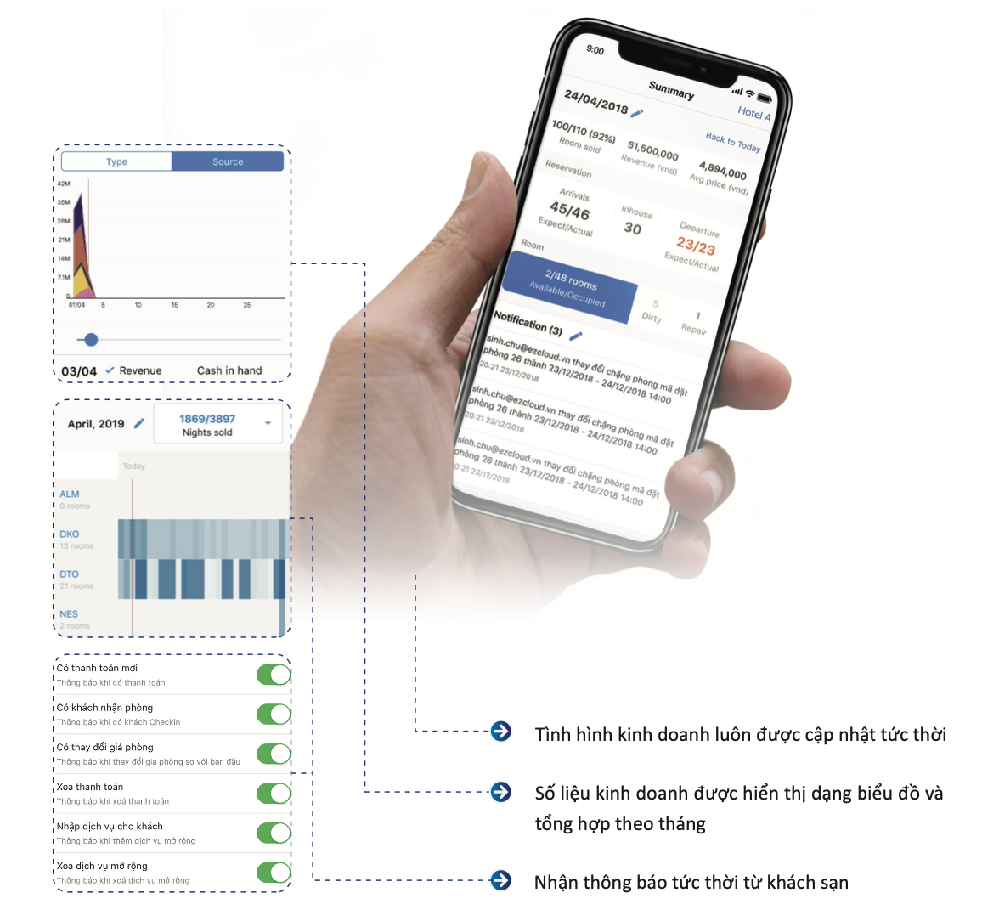 9:00
Summary
Hotel A
24/04/2018
Back to Today
100/110 (92%)
Room sold
51,500,000
Revenue (vnd)
4,894,000
Avg price (vnd)
Reservation
Arrivals
45/46
Expect/Actual
Inhouse
30
Departure
23/23
Expect/Actual
Room
2/48 rooms
Available/Occupied
5
Dirty
1
Repair
Notification (3)
sinh.chu@ezcloud.vn thay đổi chặng phòng mã đặt
phòng 26 thành 23/12/2018 - 24/12/2018 14:00
20:21 23/12/2018
sinh.chu@ezcloud.vn thay đổi chặng phòng mã đặt
phòng 26 thành 23/12/2018 - 24/12/2018 14:00
20:21 23/12/2018
sinh.chu@ezcloud.vn thay đổi chặng phòng mã đặt
phòng 26 thành 23/12/2018 - 24/12/2018 14:00
20:21 23/12/2018
Type
Source
42M
35M
28M
21M
14M
7.1M
0
01/04 5 10 15 20 25
03/04 Revenue Cash in hand
April, 2019
1869/3897
Nights sold
Today
ALM
0 rooms
DKO
13 rooms
DTO
21 rooms
NES
2 rooms
Có thanh toán mới
Thông báo khi có thanh toán
Có khách nhận phòng
Thông báo khi có khách Checkin
Có thay đổi giá phòng
Thông báo khi thay đổi giá phòng so với ban đầu
Xoá thanh toán
Thông báo khi xoá thanh toán
Nhập dịch vụ cho khách
Thông báo khi thêm dịch vụ mở rộng
Xoá dịch vụ mở rộng
Thông báo khi xoá dịch vụ mở rộng
Tình hình kinh doanh luôn được cập nhật tức thời
Số liệu kinh doanh được hiển thị dạng biểu đồ và
tổng hợp theo tháng
Nhận thông báo tức thời từ khách sạn